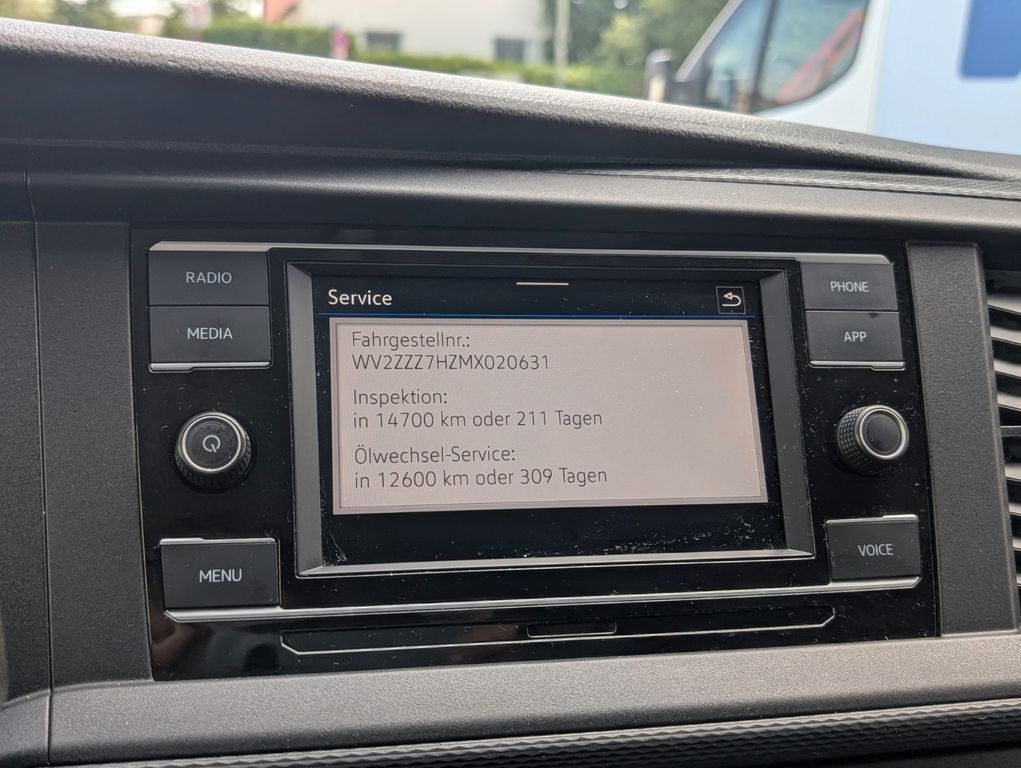 RADIO
MEDIA
MENU
Service
Fahrgestellnr.:
WV2ZZZ7HZMX020631
Inspektion:
in 14700 km oder 211 Tagen
Ölwechsel-Service:
in 12600 km oder 309 Tagen
PHONE
APP
VOICE